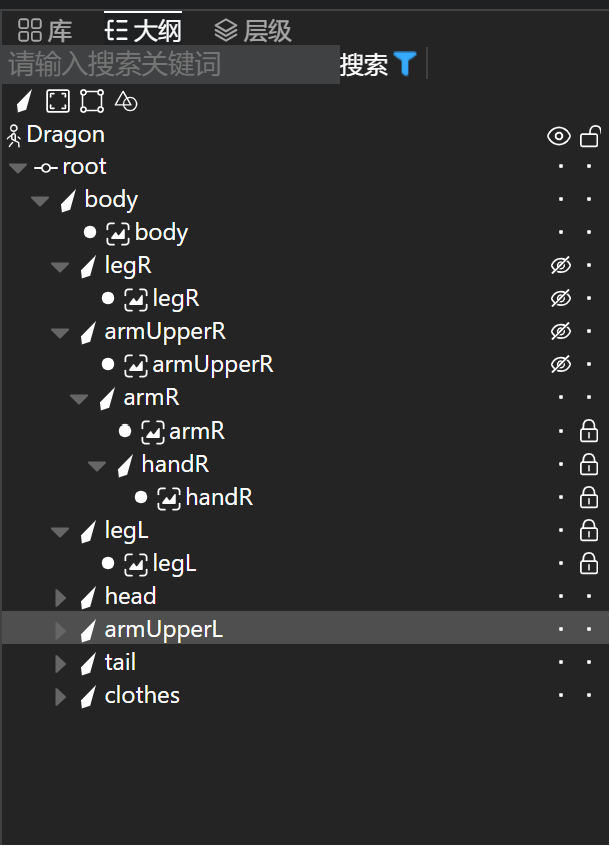 库 大纲 层级
请输入搜索关键词 搜索
Dragon
root
body
body
legR
legR
armUpperR
armUpperR
armR
armR
handR
handR
legL
legL
head
armUpperL
tail
clothes